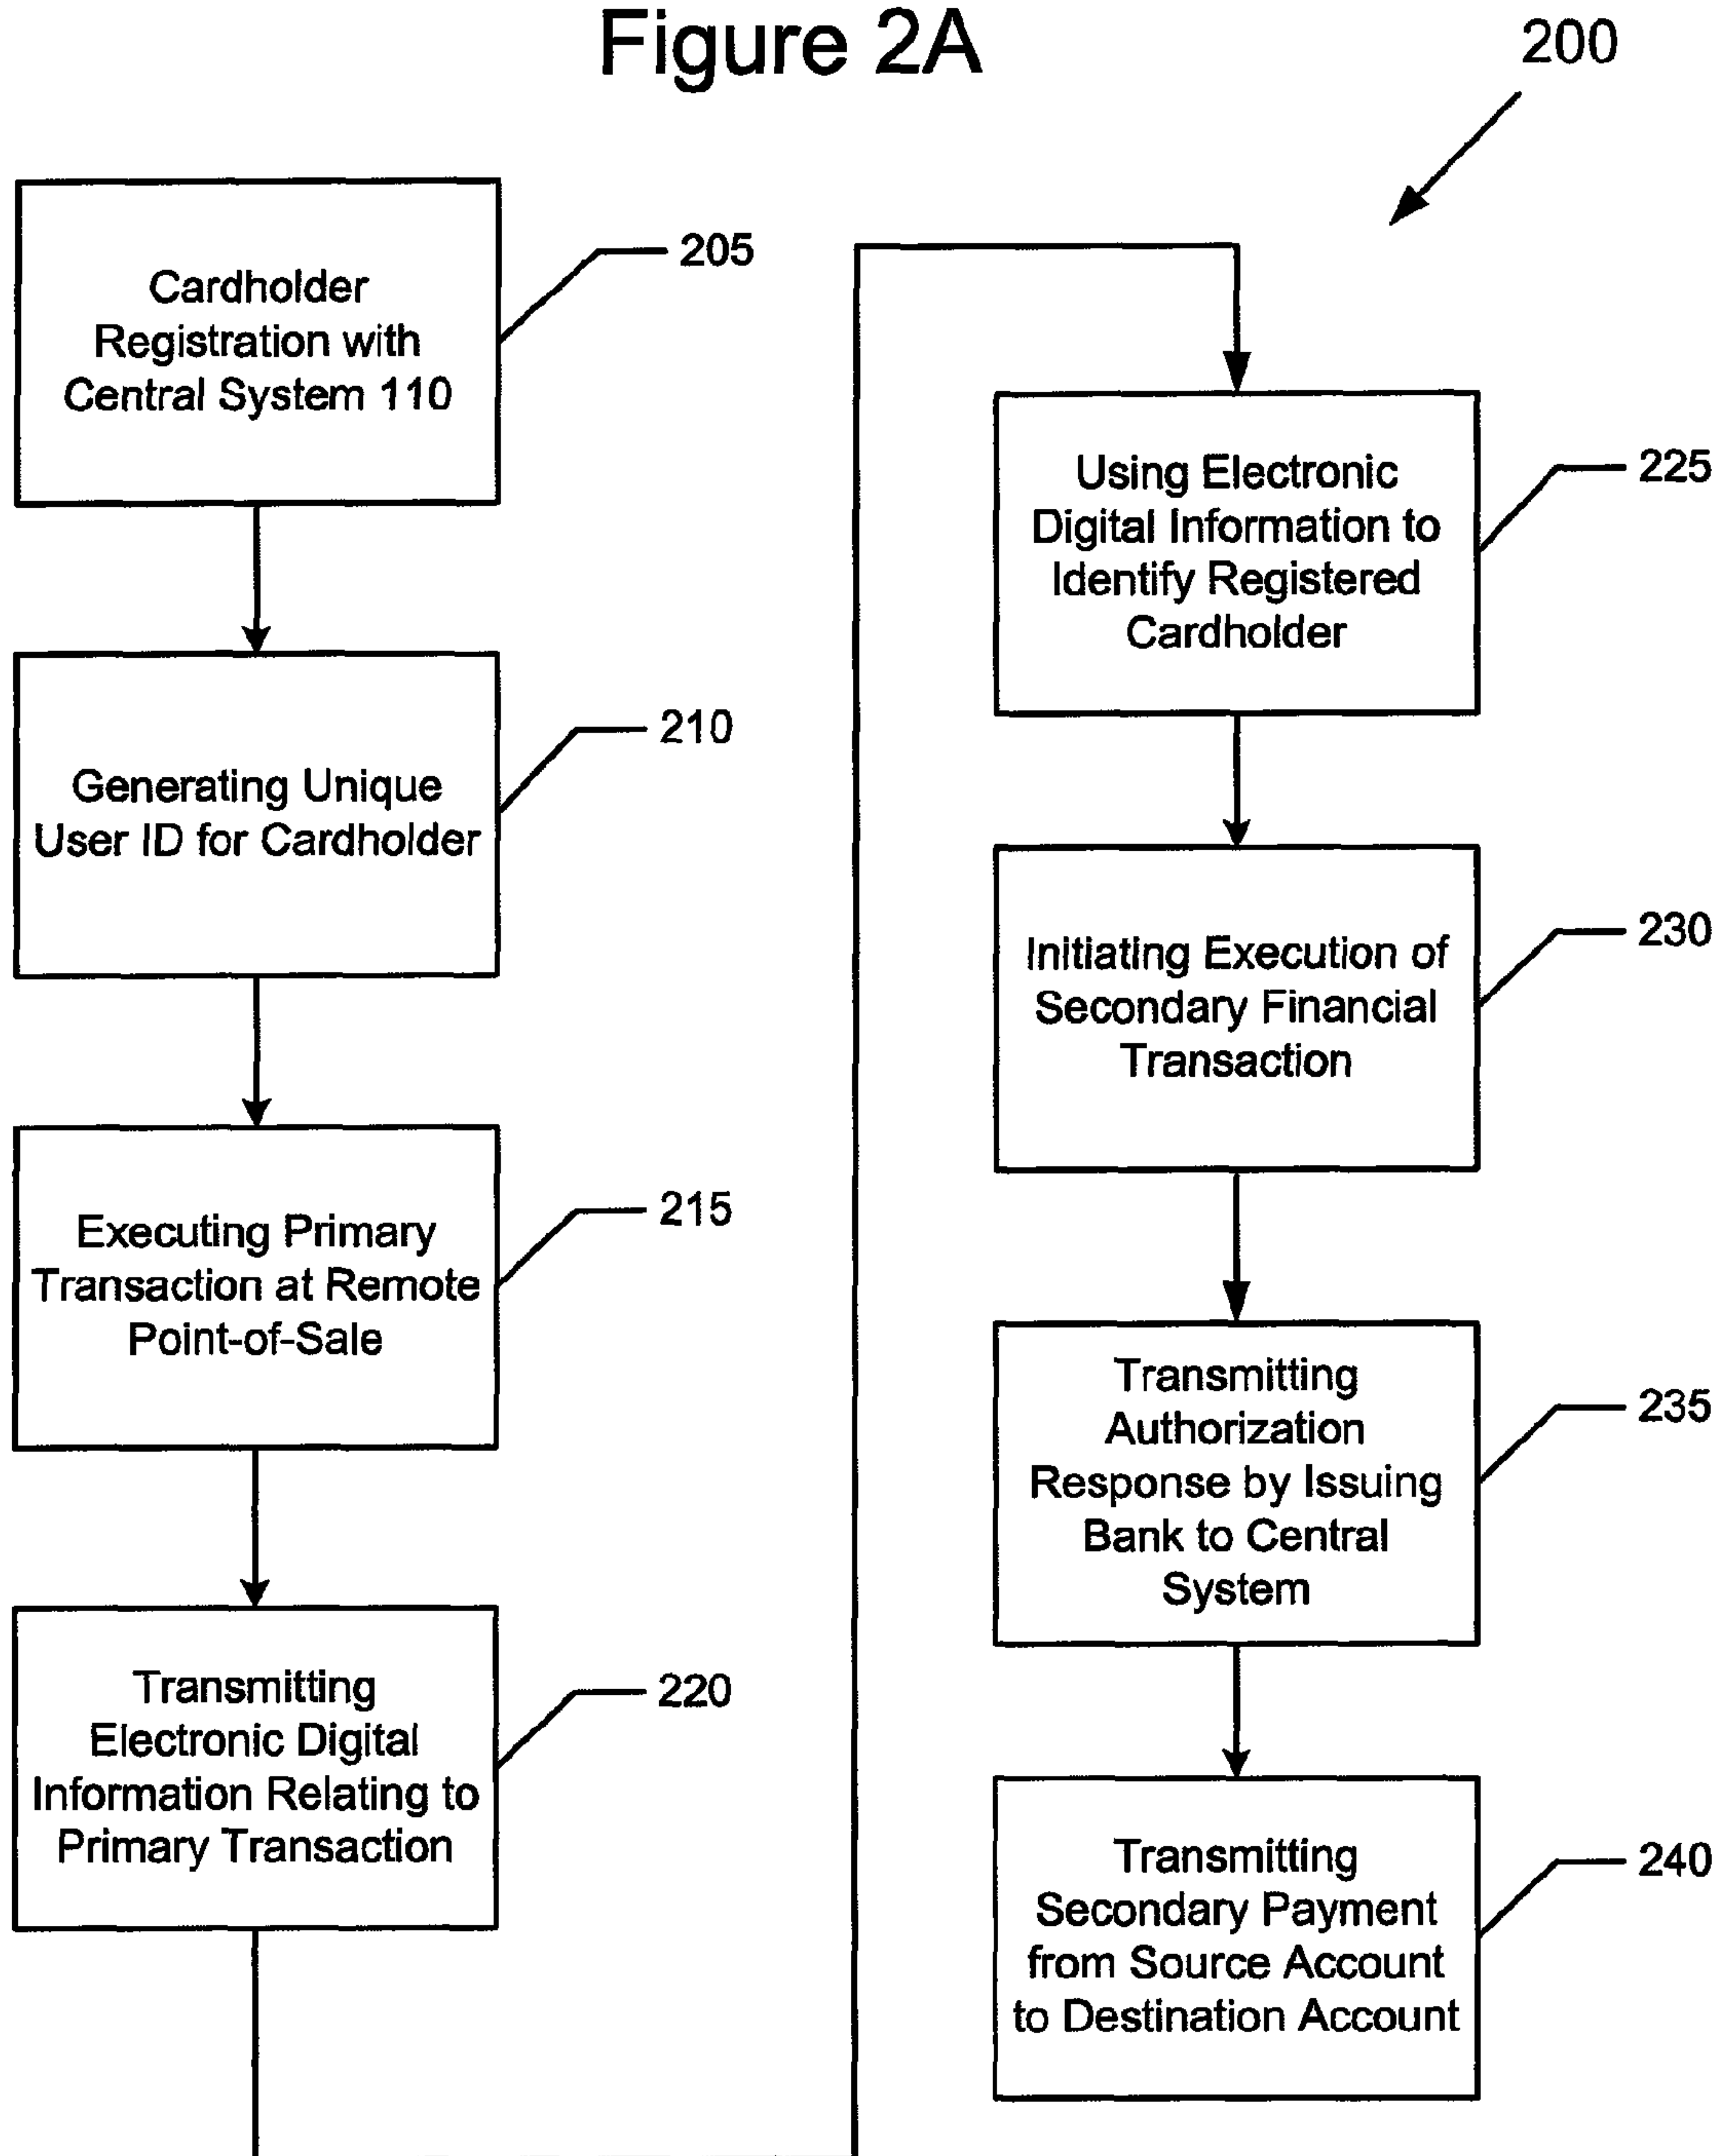 Figure 2A
200
Cardholder
Registration with
Central System 110
205
Generating Unique
User ID for Cardholder
210
Executing Primary
Transaction at Remote
Point-of-Sale
215
Transmitting
Electronic Digital
Information Relating to
Primary Transaction
220
Using Electronic
Digital Information to
Identify Registered
Cardholder
225
Initiating Execution of
Secondary Financial
Transaction
230
Transmitting
Authorization
Response by Issuing
Bank to Central
System
235
Transmitting
Secondary Payment
from Source Account
to Destination Account
240